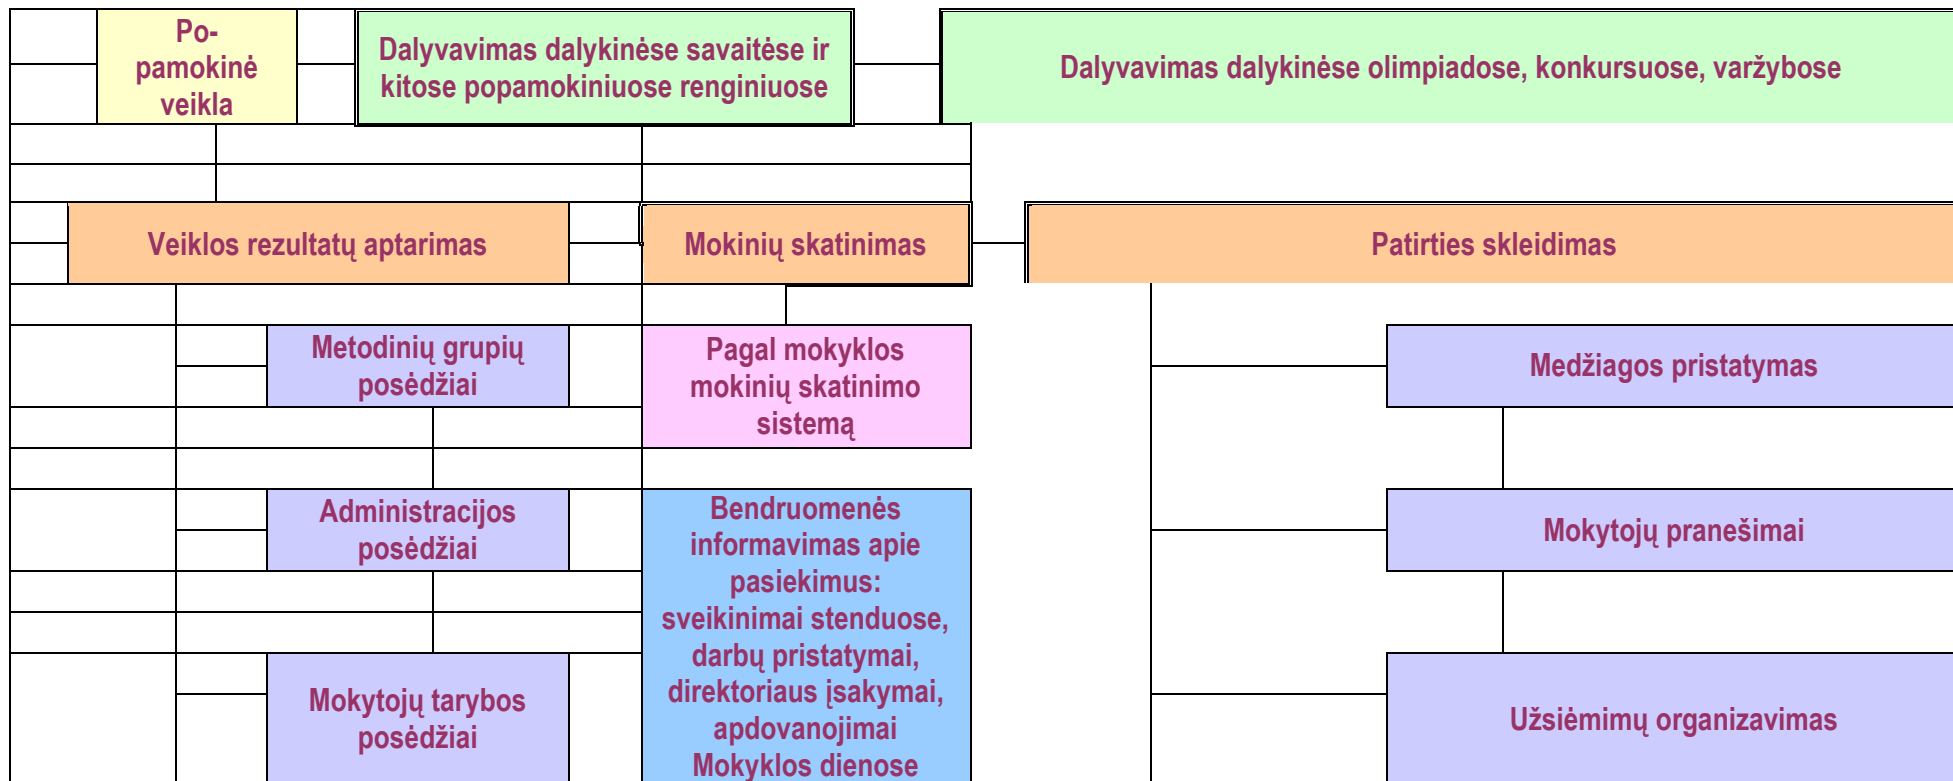 Po-
pamokinė
veikla
Dalyvavimas dalykinėse savaitėse ir
kitose popamokiniuose renginiuose
Dalyvavimas dalykinėse olimpiadose, konkursuose, varžybose
Veiklos rezultatų aptarimas
Mokinių skatinimas
Patirties skleidimas
Metodinių grupių
posėdžiai
Pagal mokyklos
mokinių skatinimo
sistemą
Medžiagos pristatymas
Administracijos
posėdžiai
Bendruomenės
informavimas apie
pasiekimus:
sveikinimai stenduose,
darbų pristatymai,
direktoriaus įsakymai,
apdovanojimai
Mokyklos dienose
Mokytojų pranešimai
Mokytojų tarybos
posėdžiai
Užsiėmimų organizavimas